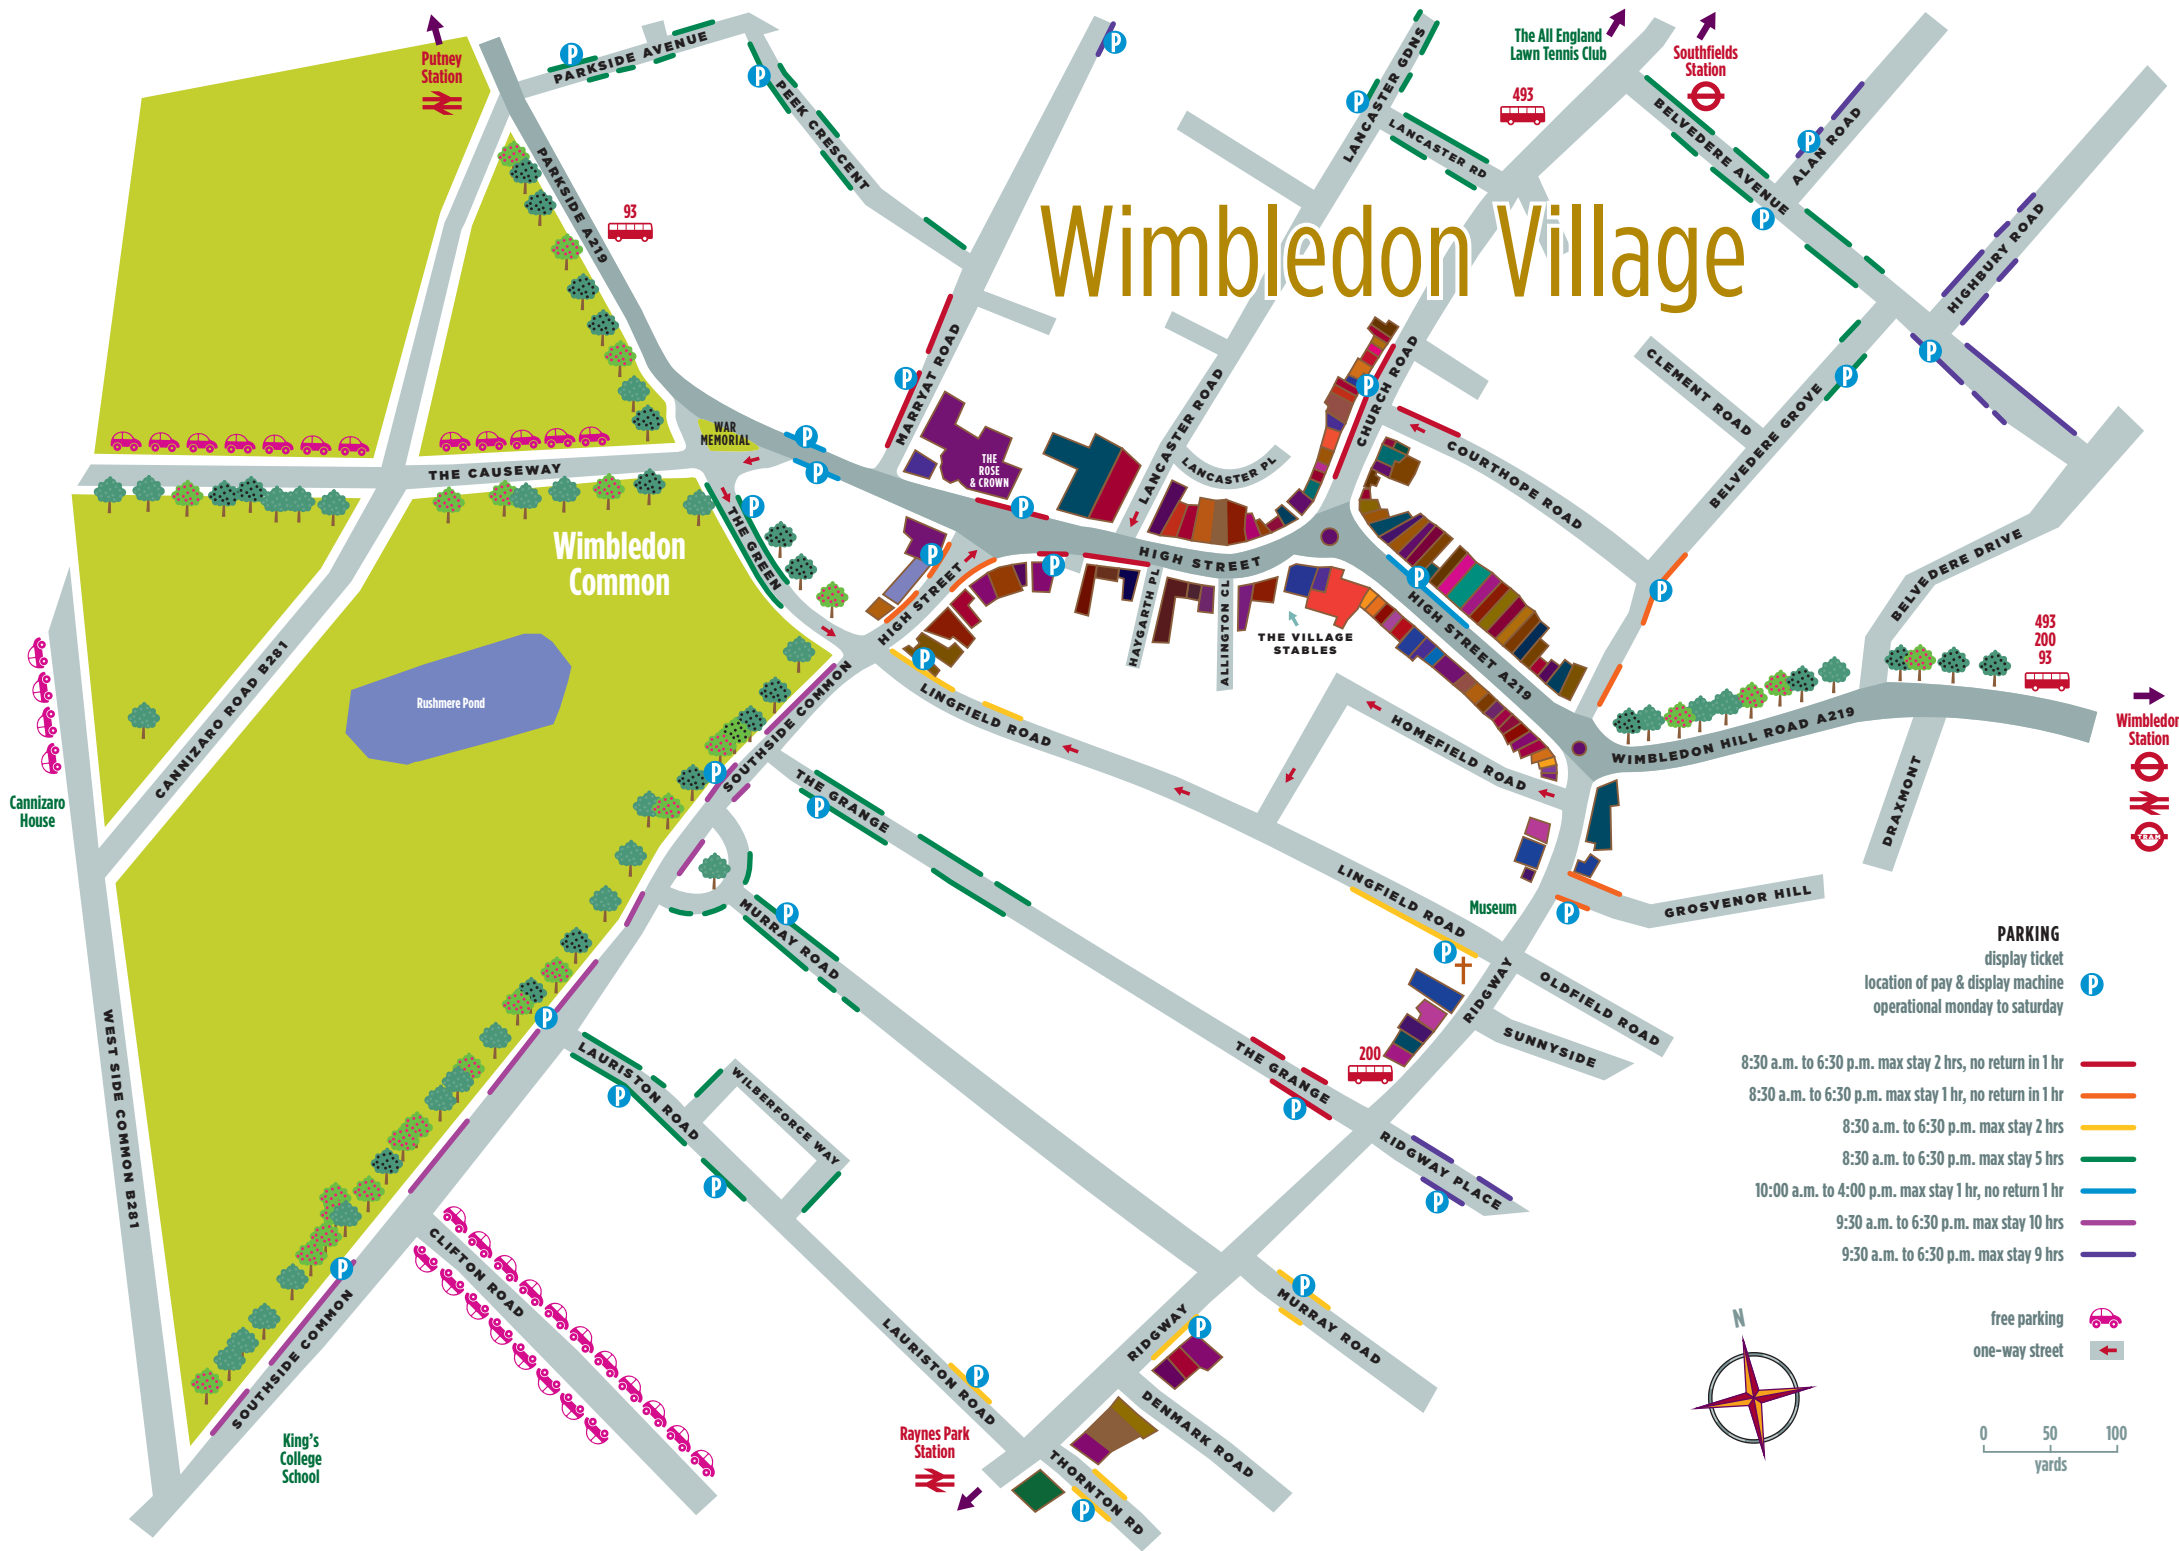 Wimbledon Village
Putney
Station
PARKSIDE AVENUE
P
P
PEEK CRESCENT
PARKSIDE A219
93
P
LANCASTER GDNS
P
LANCASTER RD
The All England
Lawn Tennis Club
493
Southfields
Station
BELVEDERE AVENUE
P
ALAN ROAD
P
HIGHBURY ROAD
P
CLEMENT ROAD
BELVEDERE GROVE
P
MARRYAT ROAD
P
WAR
MEMORIAL
P
P
THE CAUSEWAY
THE
ROSE
& CROWN
P
LANCASTER ROAD
LANCASTER PL
CHURCH ROAD
P
COURTHOPE ROAD
P
BELVEDERE DRIVE
THE GREEN
P
Wimbledon
Common
Rushmere Pond
HIGH STREET
P
HIGH STREET
P
HAYGARTH PL
ALLINGTON CL
THE VILLAGE
STABLES
HIGH STREET A219
P
P
LINGFIELD ROAD
HOMEFIELD ROAD
WIMBLEDON HILL ROAD A219
493
200
93
Wimbledor
Station
TRAM
DRAXMONT
CANNIZARO ROAD B281
Cannizaro
House
WEST SIDE COMMON B281
SOUTHSIDE COMMON
P
THE GRANGE
P
MURRAY ROAD
P
LINGFIELD ROAD
P
Museum
P
GROSVENOR HILL
RIDGWAY
OLDFIELD ROAD
SUNNYSIDE
200
THE GRANGE
P
RIDGWAY PLACE
P
P
LAURISTON ROAD
P
WILBERFORCE WAY
P
CLIFTON ROAD
P
SOUTHSIDE COMMON
King's
College
School
LAURISTON ROAD
P
RIDGWAY
P
MURRAY ROAD
P
DENMARK ROAD
THORNTON RD
P
Raynes Park
Station
PARKING
display ticket
location of pay & display machine P
operational monday to saturday
8:30 a.m. to 6:30 p.m. max stay 2 hrs, no return in 1 hr
8:30 a.m. to 6:30 p.m. max stay 1 hr, no return in 1 hr
8:30 a.m. to 6:30 p.m. max stay 2 hrs
8:30 a.m. to 6:30 p.m. max stay 5 hrs
10:00 a.m. to 4:00 p.m. max stay 1 hr, no return 1 hr
9:30 a.m. to 6:30 p.m. max stay 10 hrs
9:30 a.m. to 6:30 p.m. max stay 9 hrs
free parking
one-way street
N
0 50 100
yards